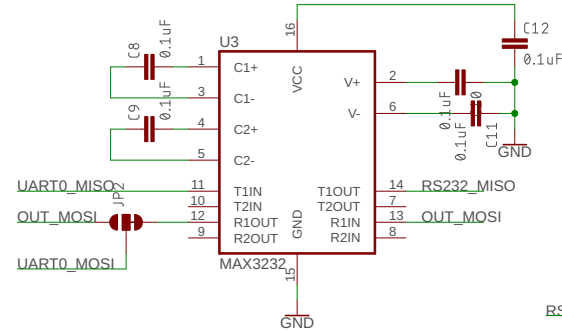 C8
0.1uF
C9
0.1uF
U3
16
C12
0.1uF
1 C1+
VCC
V+ 2
3 C1-
0.1uF
4 C2+
V- 6
0.1uF
C11
5 C2-
GND
UART0_MISO
JP2
11 T1IN
T1OUT 14
RS232_MISO
10 T2IN
T2OUT 7
OUT_MOSI
12 R1OUT
GND
R1IN 13
OUT_MOSI
9 R2OUT
R2IN 8
UART0_MOSI
MAX3232
15
RS
GND